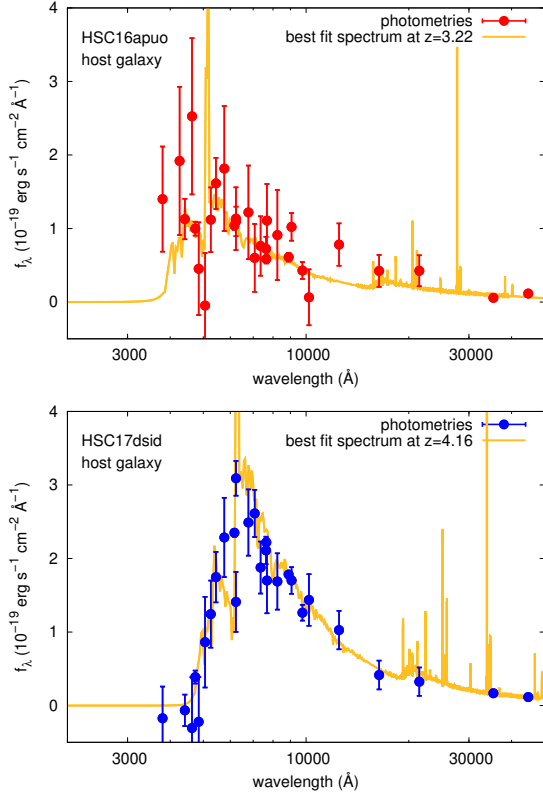 HSC16apuo
host galaxy
photometries
best fit spectrum at z=3.22
4
3
2
1
0
f_λ (10⁻¹⁹ erg s⁻¹ cm⁻² Å⁻¹)
3000 10000 30000
wavelength (Å)
HSC17dsid
host galaxy
photometries
best fit spectrum at z=4.16
4
3
2
1
0
f_λ (10⁻¹⁹ erg s⁻¹ cm⁻² Å⁻¹)
3000 10000 30000
wavelength (Å)